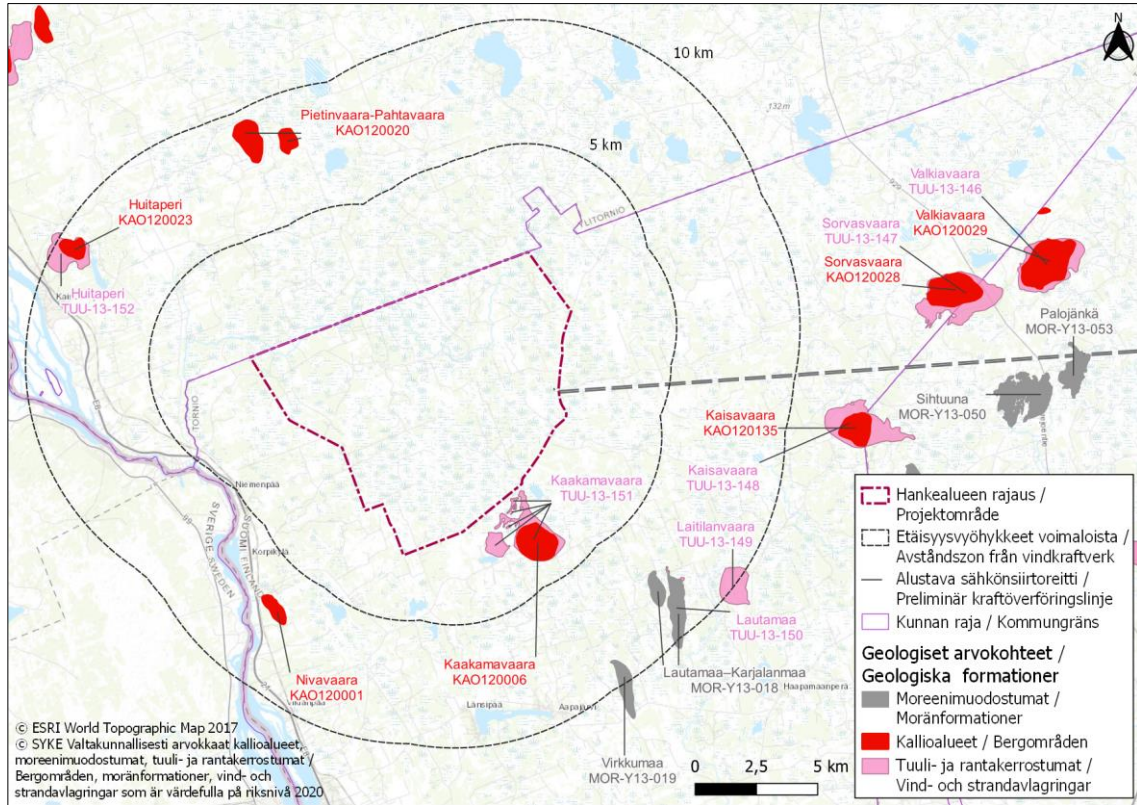 N
10 km
132 m
Pietinvaara-Pahtavaara
KAO120020
5 km
Valkiavaara
TUU-13-146
Valkiavaara
KAO120029
Huitaperi
KAO120023
YLITORNIO
Sorvasvaara
TUU-13-147
Sorvasvaara
KAO120028
Huitaperi
TUU-13-152
Palojänkä
MOR-Y13-053
Sihtuuna
MOR-Y13-050
TORNIO
Kaisavaara
KAO120135
Kaisavaara
TUU-13-148
Kaakamavaara
TUU-13-151
Niemenpää
SVERIGE SWEDEN
SUOMI FINLAND
Korpikylä
Laitilanvaara
TUU-13-149
Lautamaa
TUU-13-150
Kaakamavaara
KAO120006
Lautamaa–Karjalanmaa
MOR-Y13-018
Haapamaanperä
Nivavaara
KAO120001
Länsipää
Virkkumaa
MOR-Y13-019
0 2,5 5 km
Hankealueen rajaus /
Projektområde
Etäisyysvyöhykkeet voimaloista /
Avståndszon från vindkraftverk
Alustava sähkönsiirtoreitti /
Preliminär kraftöverföringslinje
Kunnan raja / Kommungräns
Geologiset arvokohteet /
Geologiska formationer
Moreenimuodostumat /
Moränformationer
Kallioalueet / Bergområden
Tuuli- ja rantakerrostumat /
Vind- och strandavlagringar
© ESRI World Topographic Map 2017
© SYKE Valtakunnallisesti arvokkaat kallioalueet,
moreenimuodostumat, tuuli- ja rantakerrostumat /
Bergområden, moränformationer, vind- och
strandavlagringar som är värdefulla på riksnivå 2020